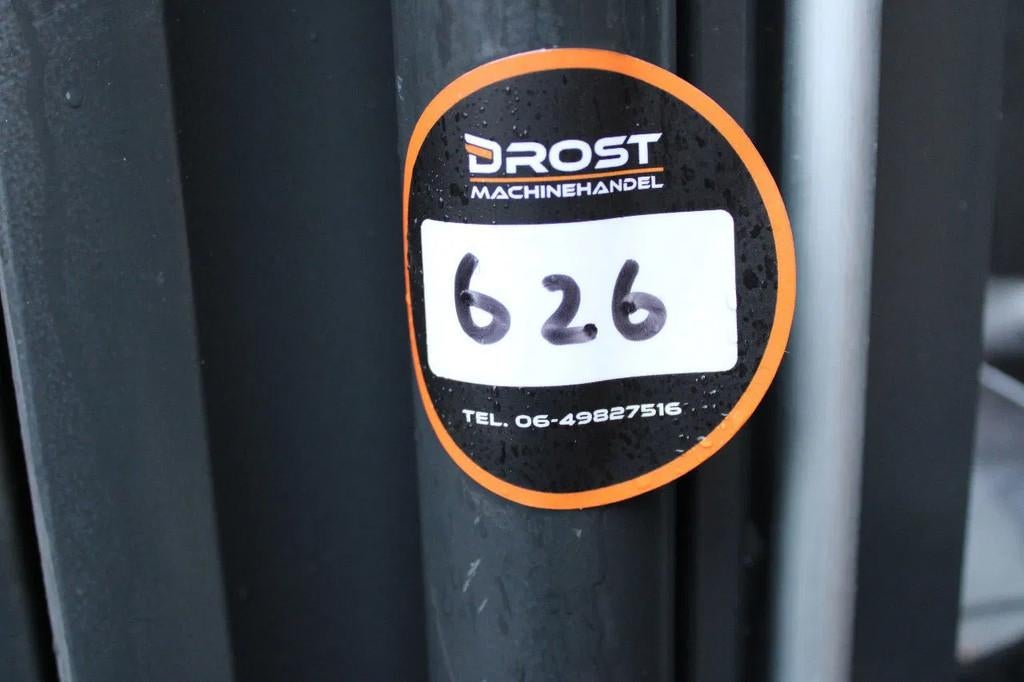 DROST
MACHINEHANDEL
626
TEL. 06-49827516